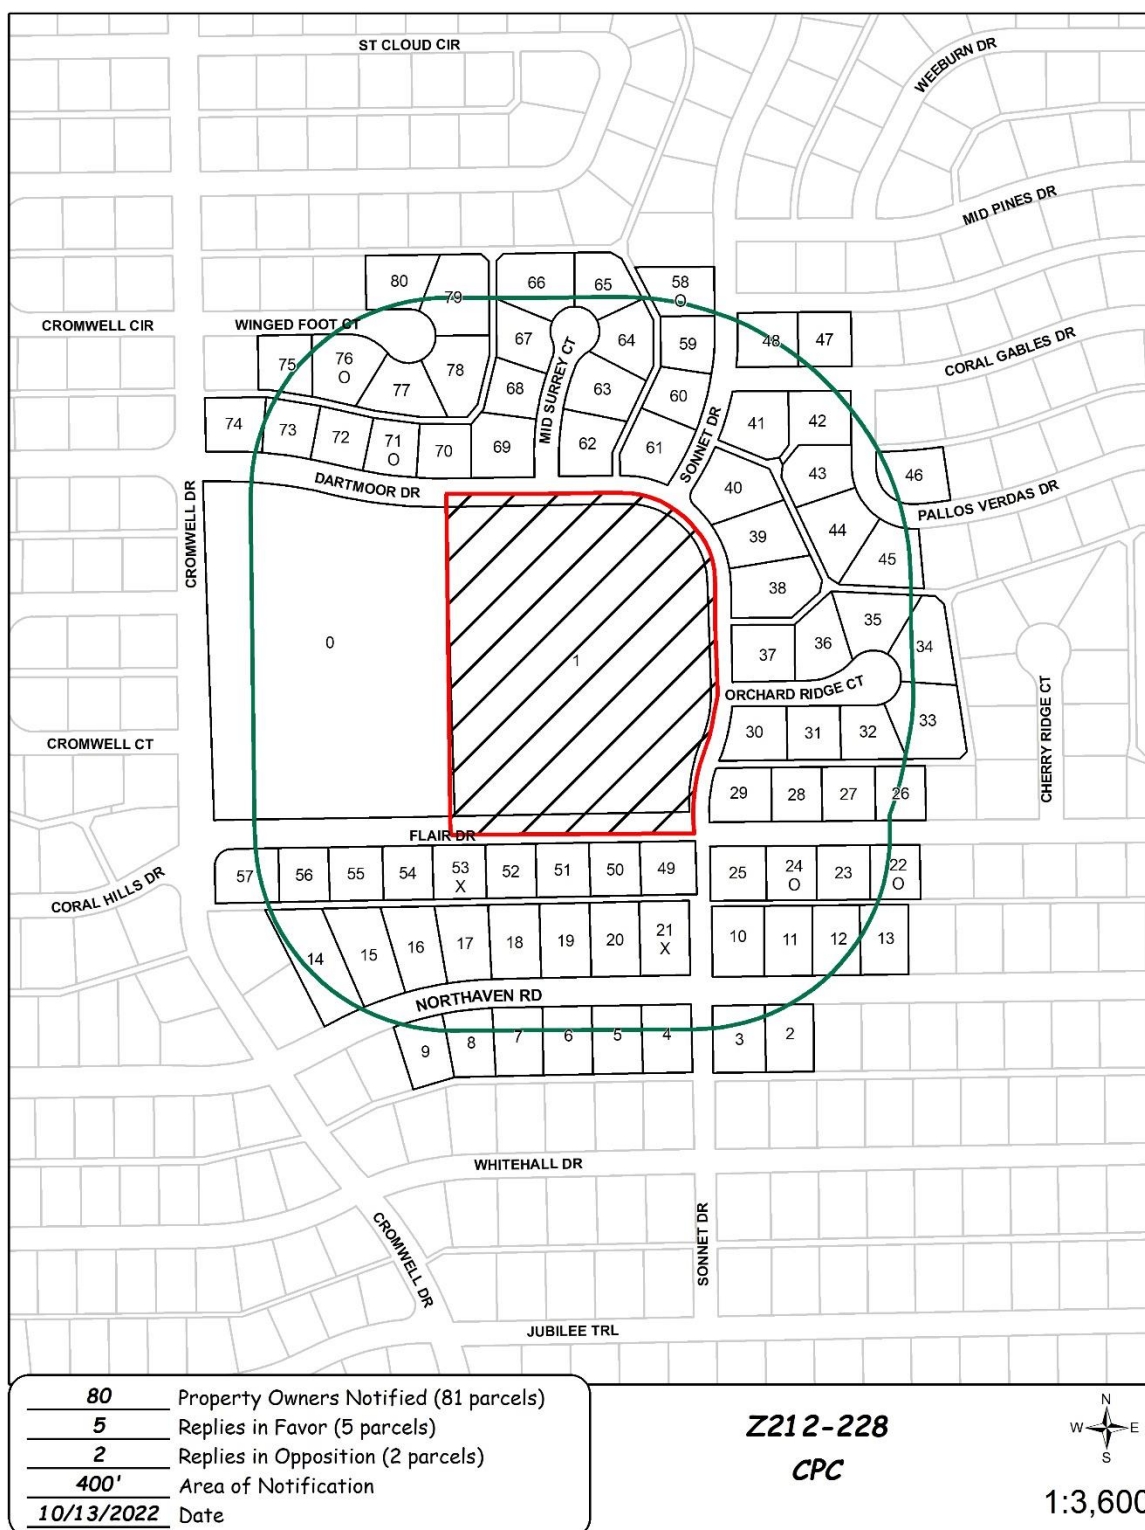 ST CLOUD CIR
WEEBURN DR
MID PINES DR
80
79
66
65
58
O
CROMWELL CIR
WINGED FOOT CT
75
76
O
77
78
67
68
MID SURREY CT
64
63
59
60
48
47
CORAL GABLES DR
74
73
72
71
O
70
69
62
61
SONNET DR
41
42
43
46
PALLOS VERDAS DR
DARTMOOR DR
CROMWELL DR
40
39
38
44
45
0
1
37
36
35
34
ORCHARD RIDGE CT
33
30
31
32
CROMWELL CT
CHERRY RIDGE CT
29
28
27
26
FLAIR DR
CORAL HILLS DR
57
56
55
54
53
X
52
51
50
49
25
24
O
23
22
O
14
15
16
17
18
19
20
21
X
10
11
12
13
NORTHAVEN RD
9
8
7
6
5
4
3
2
WHITEHALL DR
CROMWELL DR
SONNET DR
JUBILEE TRL
80 Property Owners Notified (81 parcels)
5 Replies in Favor (5 parcels)
2 Replies in Opposition (2 parcels)
400' Area of Notification
10/13/2022 Date
Z212-228
CPC
N
W E
S
1:3,600